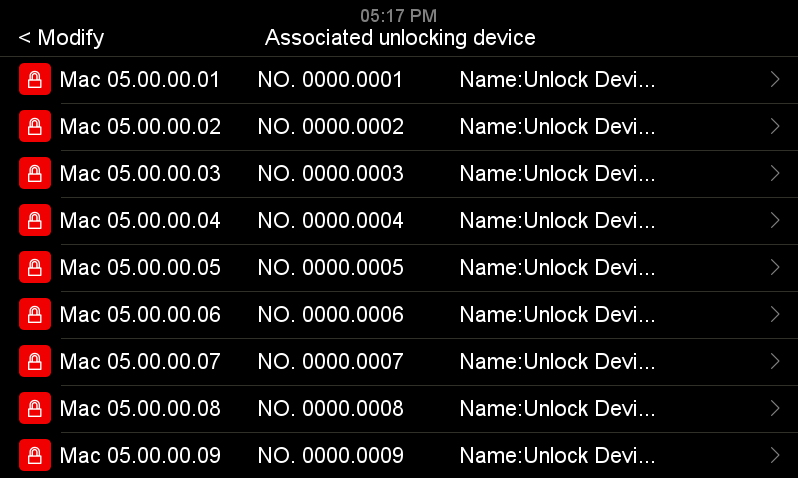 05:17 PM
< Modify Associated unlocking device
Mac 05.00.00.01 NO. 0000.0001 Name:Unlock Devi...
Mac 05.00.00.02 NO. 0000.0002 Name:Unlock Devi...
Mac 05.00.00.03 NO. 0000.0003 Name:Unlock Devi...
Mac 05.00.00.04 NO. 0000.0004 Name:Unlock Devi...
Mac 05.00.00.05 NO. 0000.0005 Name:Unlock Devi...
Mac 05.00.00.06 NO. 0000.0006 Name:Unlock Devi...
Mac 05.00.00.07 NO. 0000.0007 Name:Unlock Devi...
Mac 05.00.00.08 NO. 0000.0008 Name:Unlock Devi...
Mac 05.00.00.09 NO. 0000.0009 Name:Unlock Devi...